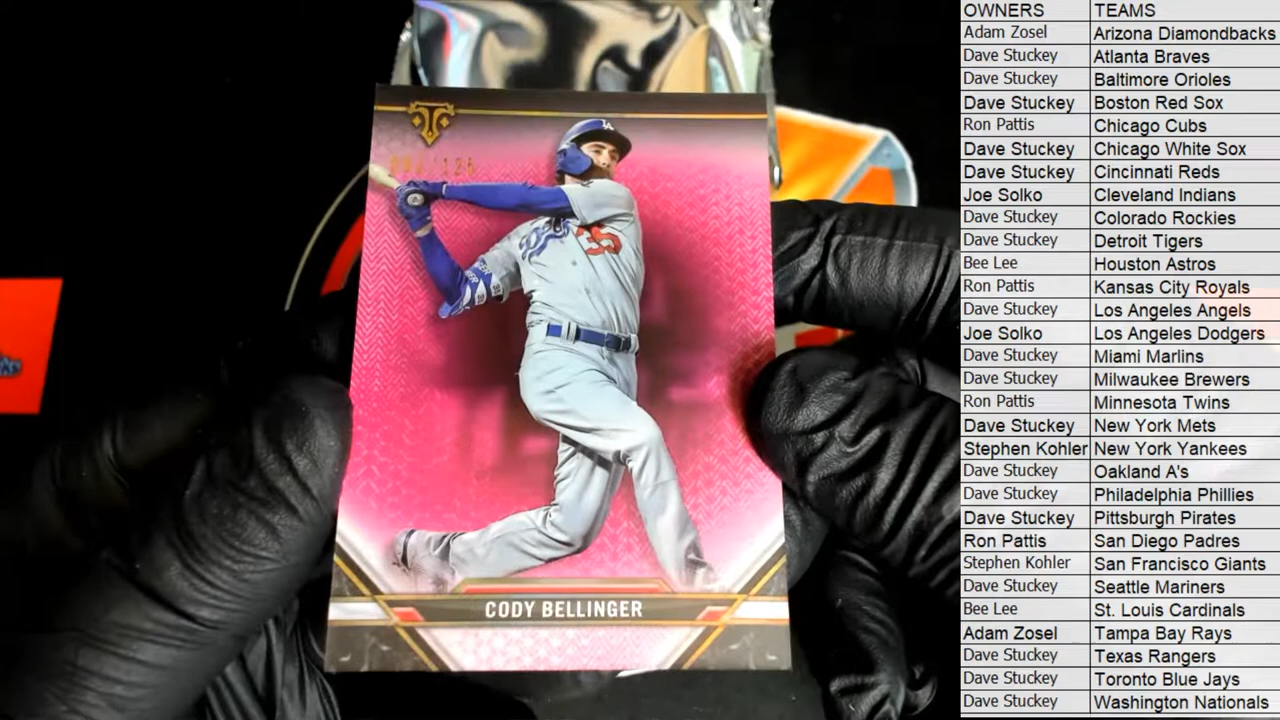 CODY BELLINGER
LA
35
126
OWNERS TEAMS
Adam Zosel Arizona Diamondbacks
Dave Stuckey Atlanta Braves
Dave Stuckey Baltimore Orioles
Dave Stuckey Boston Red Sox
Ron Pattis Chicago Cubs
Dave Stuckey Chicago White Sox
Dave Stuckey Cincinnati Reds
Joe Solko Cleveland Indians
Dave Stuckey Colorado Rockies
Dave Stuckey Detroit Tigers
Bee Lee Houston Astros
Ron Pattis Kansas City Royals
Dave Stuckey Los Angeles Angels
Joe Solko Los Angeles Dodgers
Dave Stuckey Miami Marlins
Dave Stuckey Milwaukee Brewers
Ron Pattis Minnesota Twins
Dave Stuckey New York Mets
Stephen Kohler New York Yankees
Dave Stuckey Oakland A's
Dave Stuckey Philadelphia Phillies
Dave Stuckey Pittsburgh Pirates
Ron Pattis San Diego Padres
Stephen Kohler San Francisco Giants
Dave Stuckey Seattle Mariners
Bee Lee St. Louis Cardinals
Adam Zosel Tampa Bay Rays
Dave Stuckey Texas Rangers
Dave Stuckey Toronto Blue Jays
Dave Stuckey Washington Nationals